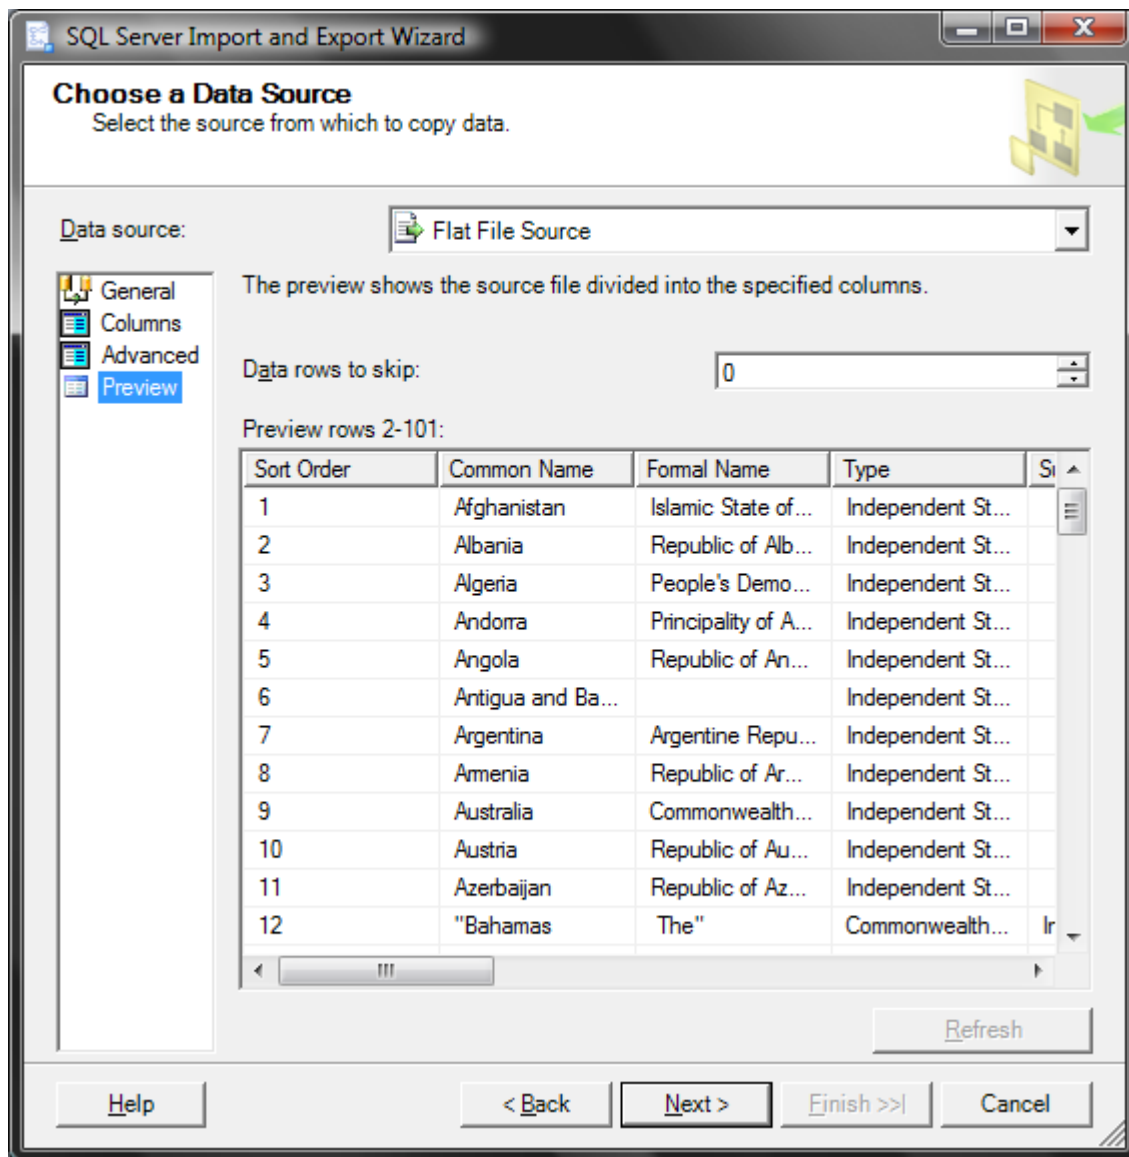 SQL Server Import and Export Wizard
Choose a Data Source
Select the source from which to copy data.
Data source: Flat File Source
General
Columns
Advanced
Preview
The preview shows the source file divided into the specified columns.
Data rows to skip: 0
Preview rows 2-101:
Sort Order Common Name Formal Name Type
1 Afghanistan Islamic State of... Independent St...
2 Albania Republic of Alb... Independent St...
3 Algeria People's Demo... Independent St...
4 Andorra Principality of A... Independent St...
5 Angola Republic of An... Independent St...
6 Antigua and Ba... Independent St...
7 Argentina Argentine Repu... Independent St...
8 Armenia Republic of Ar... Independent St...
9 Australia Commonwealth... Independent St...
10 Austria Republic of Au... Independent St...
11 Azerbaijan Republic of Az... Independent St...
12 "Bahamas The" Commonwealth...
Refresh
Help < Back Next > Finish >>| Cancel